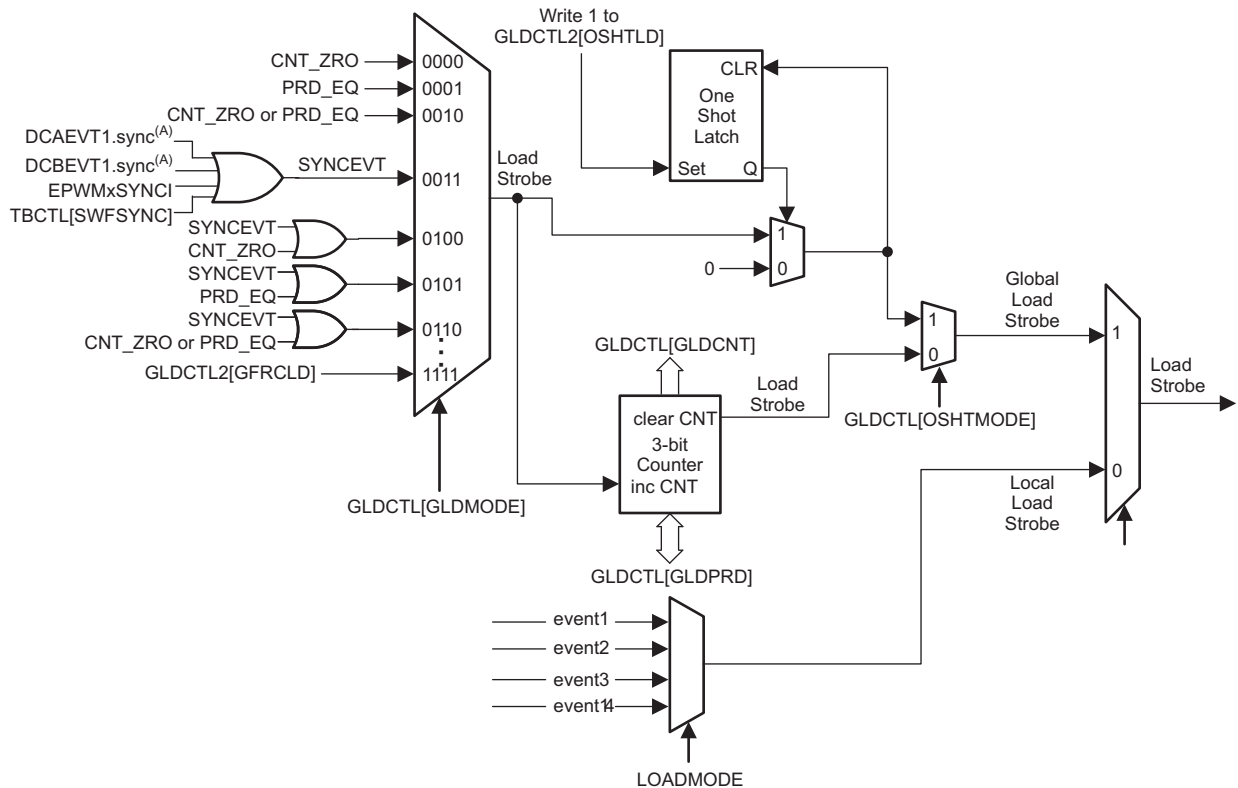 Write 1 to
GLDCTL2[OSHTLD]
CNT_ZRO
0000
PRD_EQ
0001
CNT_ZRO or PRD_EQ
0010
DCAEVT1.sync(A)
DCBEVT1.sync(A)
EPWMxSYNCI
TBCTL[SWFSYNC]
SYNCEVT
0011
SYNCEVT
CNT_ZRO
0100
SYNCEVT
PRD_EQ
0101
SYNCEVT
CNT_ZRO or PRD_EQ
0110
GLDCTL2[GFRCLD]
1111
GLDCTL[GLDMODE]
Load
Strobe
CLR
One
Shot
Latch
Set
Q
1
0
0
GLDCTL[GLDCNT]
clear CNT
3-bit
Counter
inc CNT
GLDCTL[GLDPRD]
Load
Strobe
1
0
GLDCTL[OSHTMODE]
Global
Load
Strobe
1
0
Local
Load
Strobe
Load
Strobe
event1
event2
event3
event14
LOADMODE